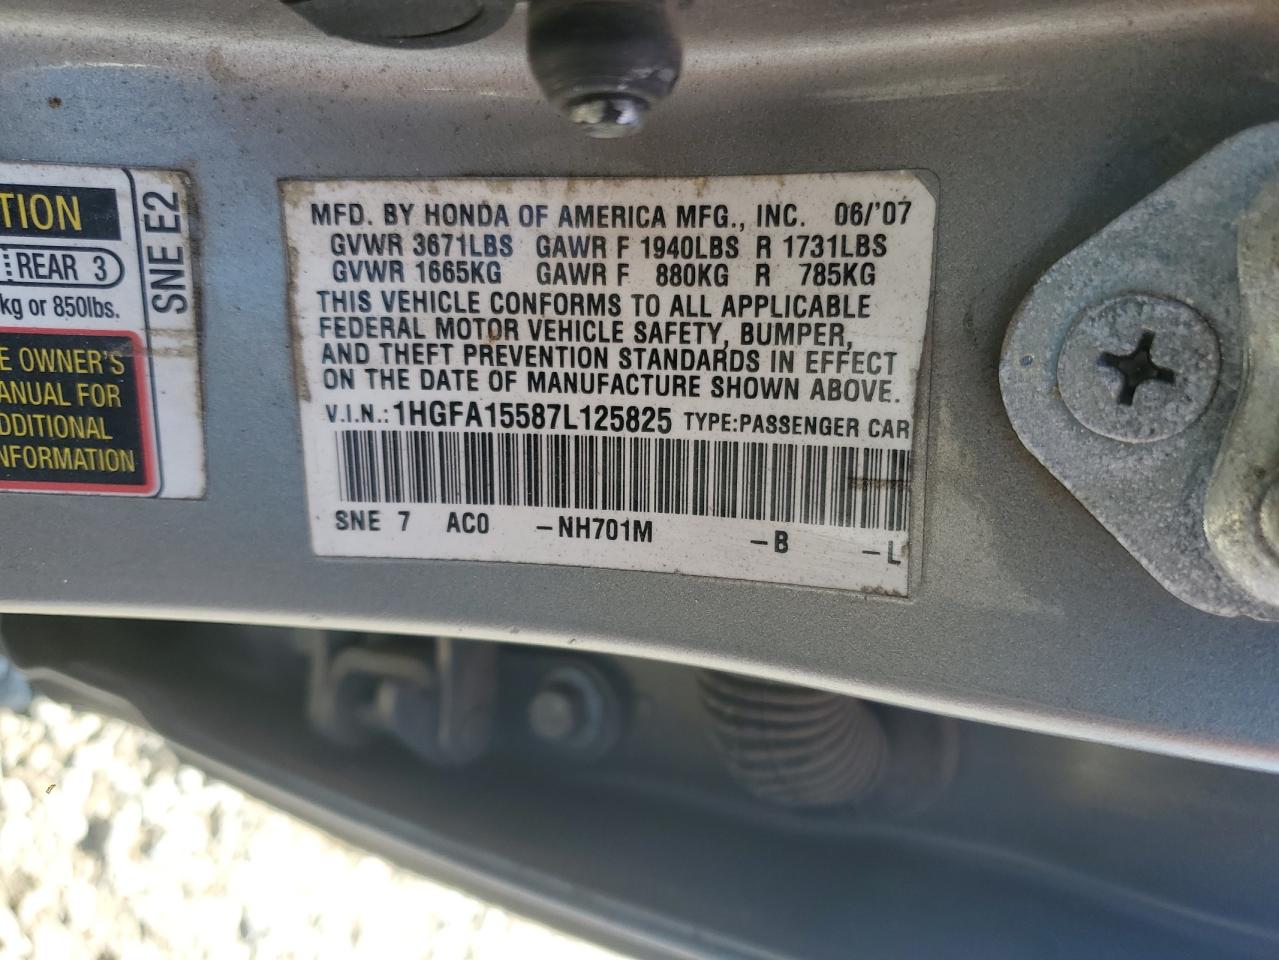 TION
REAR 3
kg or 850lbs.
E OWNER'S
ANUAL FOR
DDITIONAL
NFORMATION
SNE E2
MFD. BY HONDA OF AMERICA MFG., INC. 06/'07
GVWR 3671LBS GAWR F 1940LBS R 1731LBS
GVWR 1665KG GAWR F 880KG R 785KG
THIS VEHICLE CONFORMS TO ALL APPLICABLE
FEDERAL MOTOR VEHICLE SAFETY, BUMPER,
AND THEFT PREVENTION STANDARDS IN EFFECT
ON THE DATE OF MANUFACTURE SHOWN ABOVE.
V.I.N.: 1HGFA15587L125825 TYPE:PASSENGER CAR
SNE 7 AC0 -NH701M -B -L